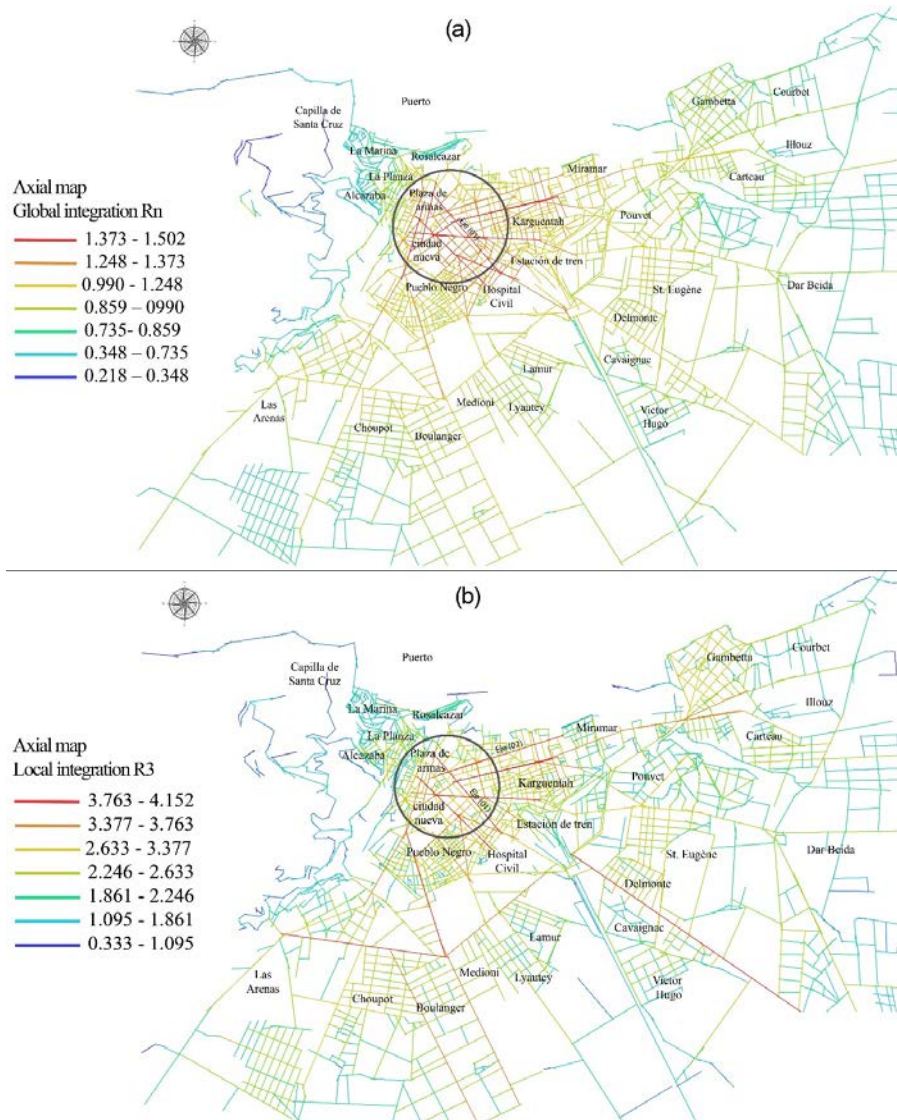 (a)
Puerto
Capilla de
Santa Cruz
La Marina
Rosalcazar
La Planza
Alcazaba
Plaza de
armas
Eje (01)
ciudad
nueva
Karguentah
Miramar
Gambetta
Courbet
Illouz
Carteau
Pouyet
Estación de tren
Pueblo Negro
Hospital
Civil
St. Eugène
Dar Beida
Delmonte
Cavaignac
Lamur
Medioni
Lyautey
Victor
Hugo
Las
Arenas
Choupot
Boulanger
Axial map
Global integration Rn
1.373 - 1.502
1.248 - 1.373
0.990 - 1.248
0.859 – 0990
0.735- 0.859
0.348 – 0.735
0.218 – 0.348
(b)
Puerto
Capilla de
Santa Cruz
La Marina
Rosalcazar
La Planza
Alcazaba
Plaza de
armas
Eje (02)
Eje (01)
ciudad
nueva
Karguentah
Miramar
Gambetta
Courbet
Illouz
Carteau
Pouyet
Estación de tren
Pueblo Negro
Hospital
Civil
St. Eugène
Dar Beida
Delmonte
Cavaignac
Lamur
Medioni
Lyautey
Victor
Hugo
Las
Arenas
Choupot
Boulanger
Axial map
Local integration R3
3.763 - 4.152
3.377 - 3.763
2.633 - 3.377
2.246 - 2.633
1.861 - 2.246
1.095 - 1.861
0.333 - 1.095